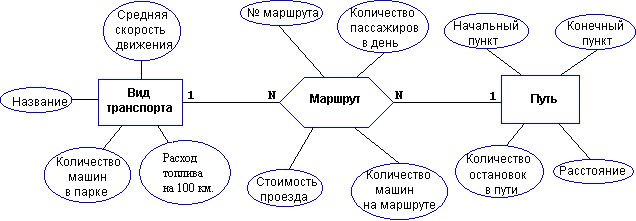 Средняя
скорость
движения
№ маршрута
Количество
пассажиров
в день
Начальный
пункт
Конечный
пункт
Название
Вид
транспорта
1
N
Маршрут
N
1
Путь
Количество
машин
в парке
Расход
топлива
на 100 км.
Стоимость
проезда
Количество
машин
на маршруте
Количество
остановок
в пути
Расстояние